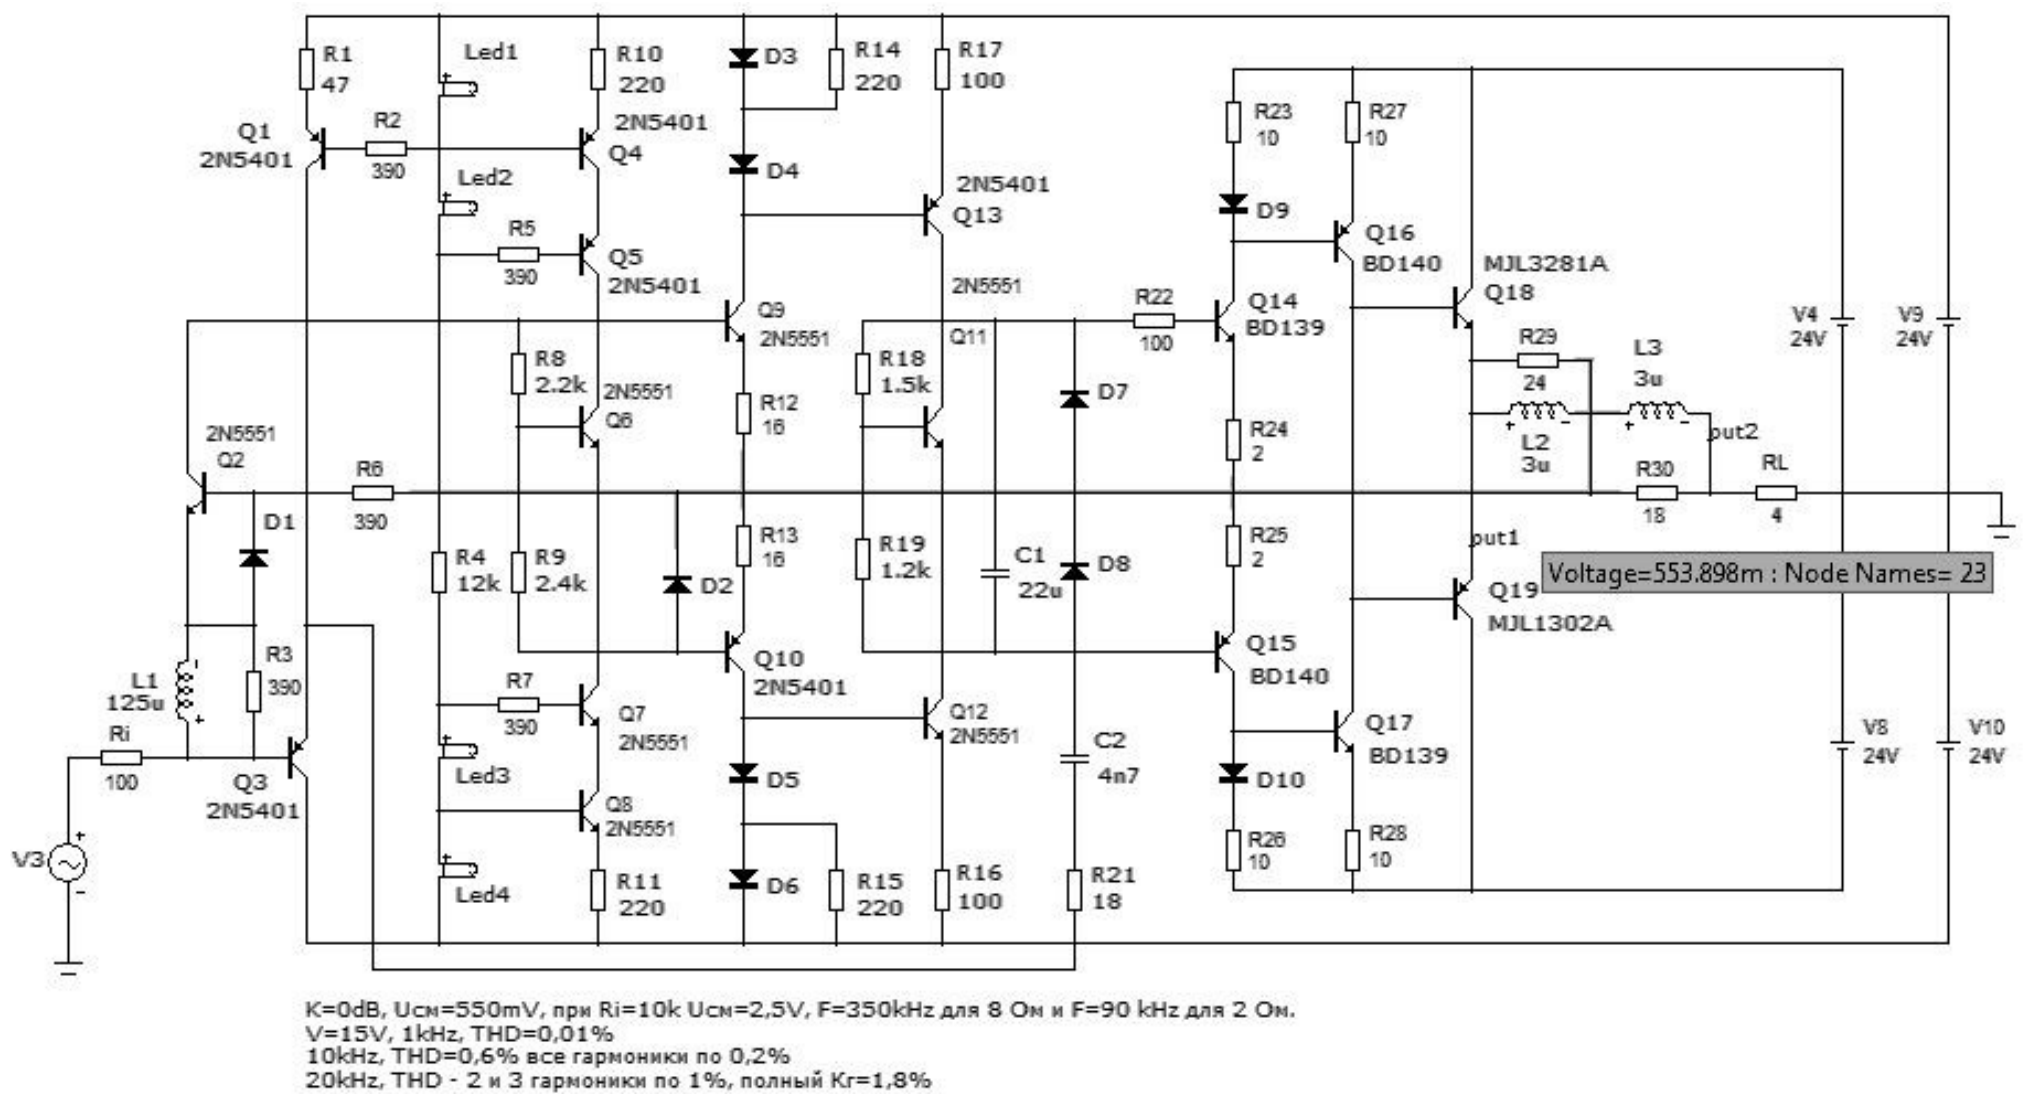 R1
47
Led1
R10
220
D3
R14
220
R17
100
Q1
2N5401
R2
390
2N5401
Q4
D4
R23
10
R27
10
Led2
R5
390
Q5
2N5401
2N5401
Q13
D9
Q16
BD140
MJL3281A
Q18
Q9
2N5551
2N5551
Q11
R22
100
Q14
BD139
V4
24V
V9
24V
R8
2.2k
2N5551
Q6
R12
16
R18
1.5k
D7
R29
24
L3
3u
2N5551
Q2
R6
390
R24
2
L2
3u
put2
R30
18
RL
4
D1
R4
12k
R9
2.4k
D2
R13
16
R19
1.2k
C1
22u
D8
R25
2
put1
Voltage=553.898m : Node Names= 23
Q19
MJL1302A
L1
125u
R3
390
Q10
2N5401
Q15
BD140
R7
390
Q7
2N5551
Q12
2N5551
Q17
BD139
V8
24V
V10
24V
Ri
100
Q3
2N5401
Led3
D5
C2
4n7
D10
Q8
2N5551
V3
Led4
R11
220
D6
R15
220
R16
100
R21
18
R26
10
R28
10
K=0dB, Uсм=550mV, при Ri=10k Uсм=2,5V, F=350kHz для 8 Ом и F=90 kHz для 2 Ом.
V=15V, 1kHz, THD=0,01%
10kHz, THD=0,6% все гармоники по 0,2%
20kHz, THD - 2 и 3 гармоники по 1%, полный Кг=1,8%